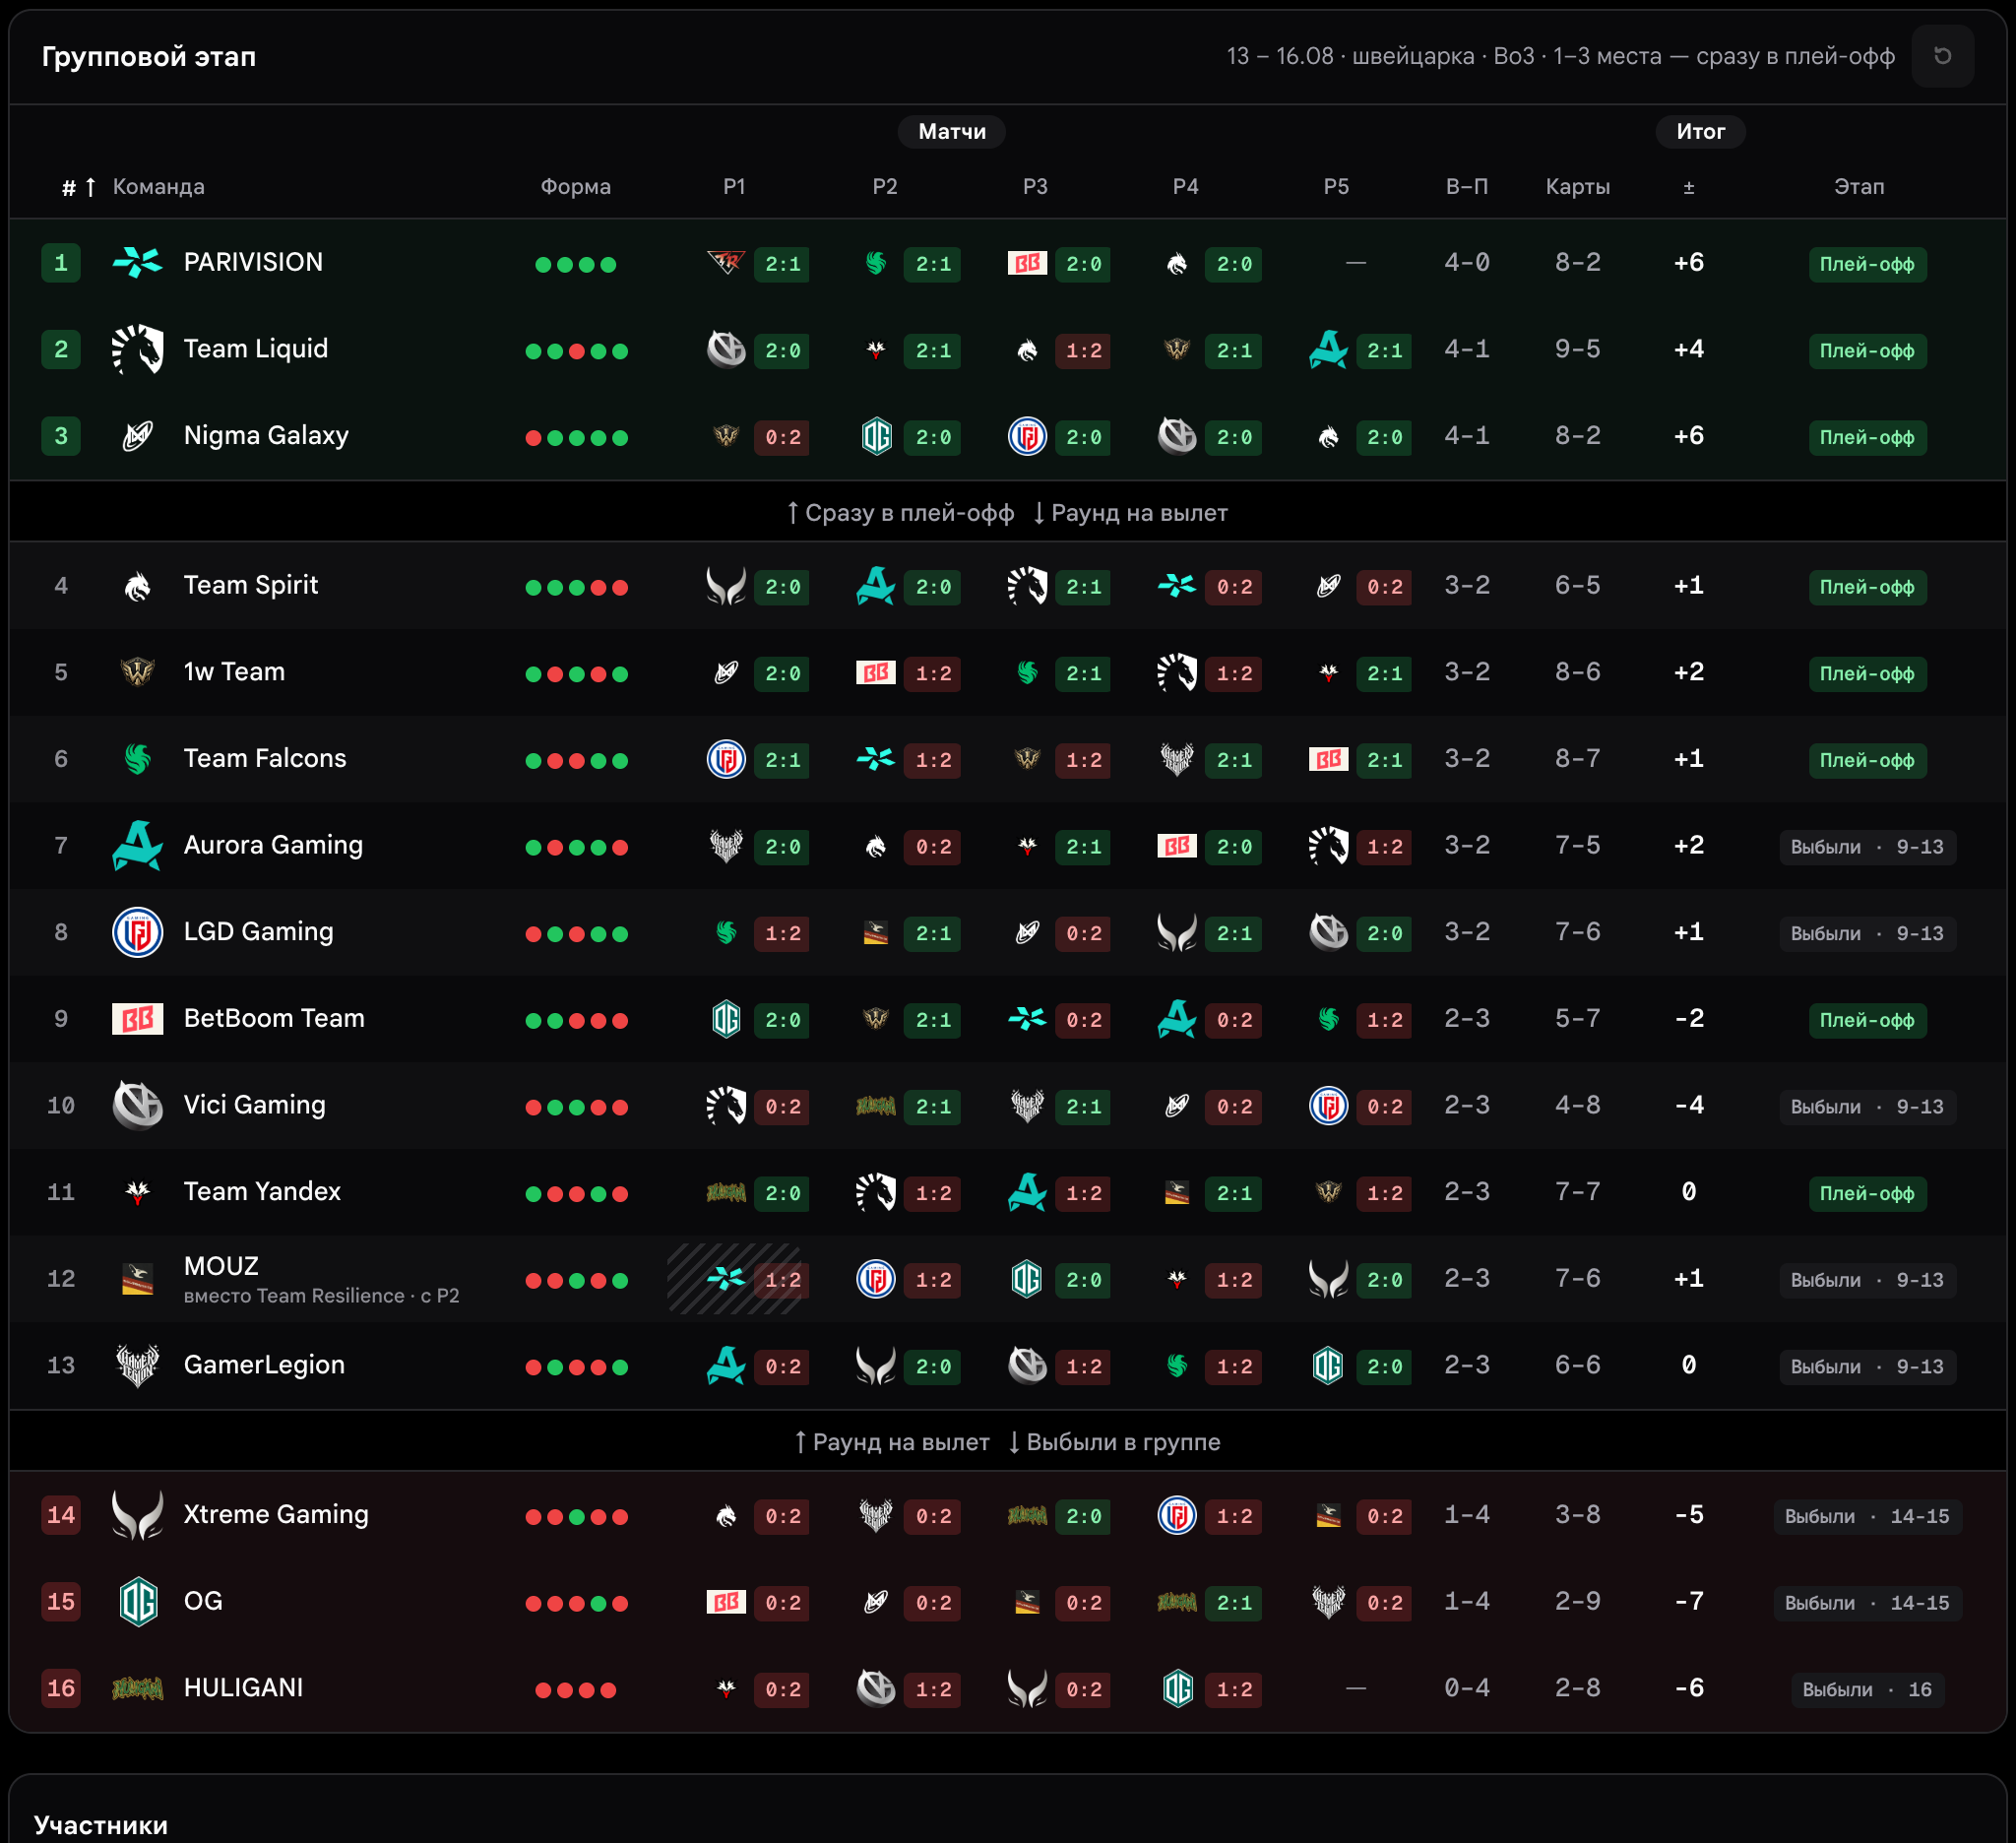 Групповой этап
13 – 16.08 · швейцарка · Bo3 · 1–3 места — сразу в плей-офф
Матчи Итог
# ↑ Команда Форма Р1 Р2 Р3 Р4 Р5 В–П Карты ± Этап
1 PARIVISION 2:1 2:1 2:0 2:0 — 4-0 8-2 +6 Плей-офф
2 Team Liquid 2:0 2:1 1:2 2:1 2:1 4-1 9-5 +4 Плей-офф
3 Nigma Galaxy 0:2 2:0 2:0 2:0 2:0 4-1 8-2 +6 Плей-офф
↑ Сразу в плей-офф ↓ Раунд на вылет
4 Team Spirit 2:0 2:0 2:1 0:2 0:2 3-2 6-5 +1 Плей-офф
5 1w Team 2:0 BB 1:2 2:1 1:2 2:1 3-2 8-6 +2 Плей-офф
6 Team Falcons 2:1 1:2 1:2 2:1 BB 2:1 3-2 8-7 +1 Плей-офф
7 Aurora Gaming 2:0 0:2 2:1 BB 2:0 1:2 3-2 7-5 +2 Выбыли · 9-13
8 LGD Gaming 1:2 2:1 0:2 2:1 2:0 3-2 7-6 +1 Выбыли · 9-13
9 BetBoom Team 2:0 2:1 0:2 0:2 1:2 2-3 5-7 -2 Плей-офф
10 Vici Gaming 0:2 2:1 2:1 0:2 0:2 2-3 4-8 -4 Выбыли · 9-13
11 Team Yandex 2:0 1:2 1:2 2:1 1:2 2-3 7-7 0 Плей-офф
12 MOUZ 1:2 1:2 2:0 1:2 2:0 2-3 7-6 +1 Выбыли · 9-13
вместо Team Resilience · с Р2
13 GamerLegion 0:2 2:0 1:2 1:2 2:0 2-3 6-6 0 Выбыли · 9-13
↑ Раунд на вылет ↓ Выбыли в группе
14 Xtreme Gaming 0:2 0:2 2:0 1:2 0:2 1-4 3-8 -5 Выбыли · 14-15
15 OG 0:2 0:2 0:2 2:1 0:2 1-4 2-9 -7 Выбыли · 14-15
16 HULIGANI 0:2 1:2 0:2 1:2 — 0-4 2-8 -6 Выбыли · 16
Участники